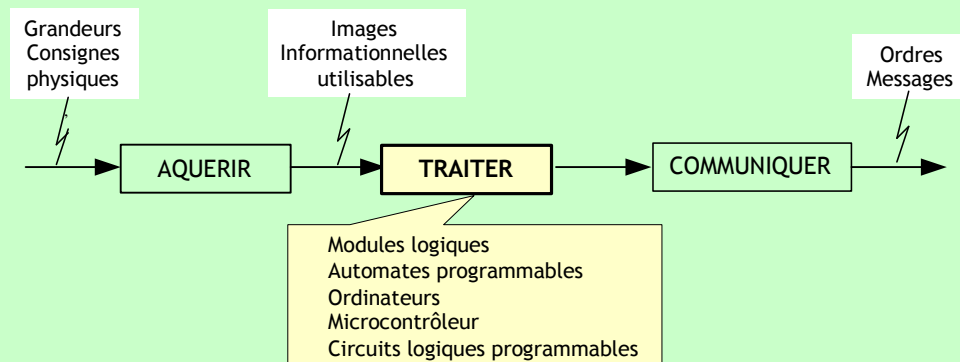 Grandeurs
Consignes
physiques
Images
Informationnelles
utilisables
Ordres
Messages
AQUERIR
TRAITER
COMMUNIQUER
Modules logiques
Automates programmables
Ordinateurs
Microcontrôleur
Circuits logiques programmables